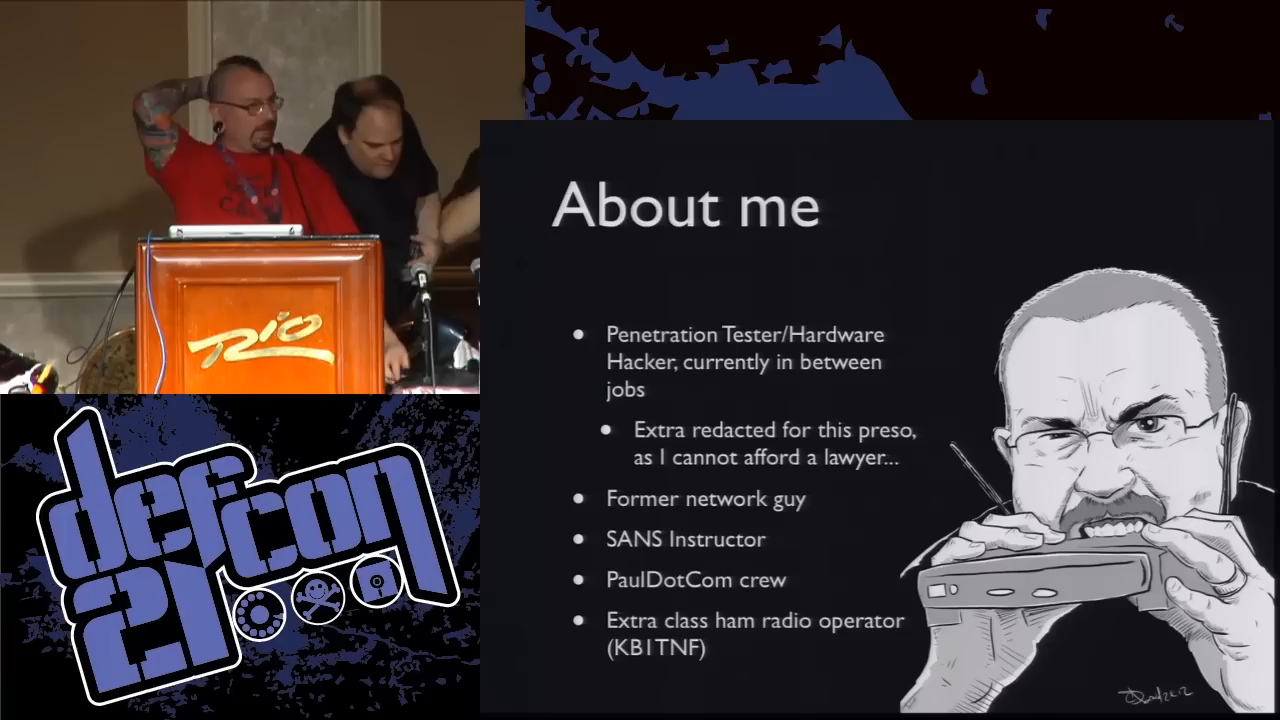 RIO
defcon
21
About me
• Penetration Tester/Hardware
Hacker, currently in between
jobs
• Extra redacted for this preso,
as I cannot afford a lawyer...
• Former network guy
• SANS Instructor
• PaulDotCom crew
• Extra class ham radio operator
(KB1TNF)